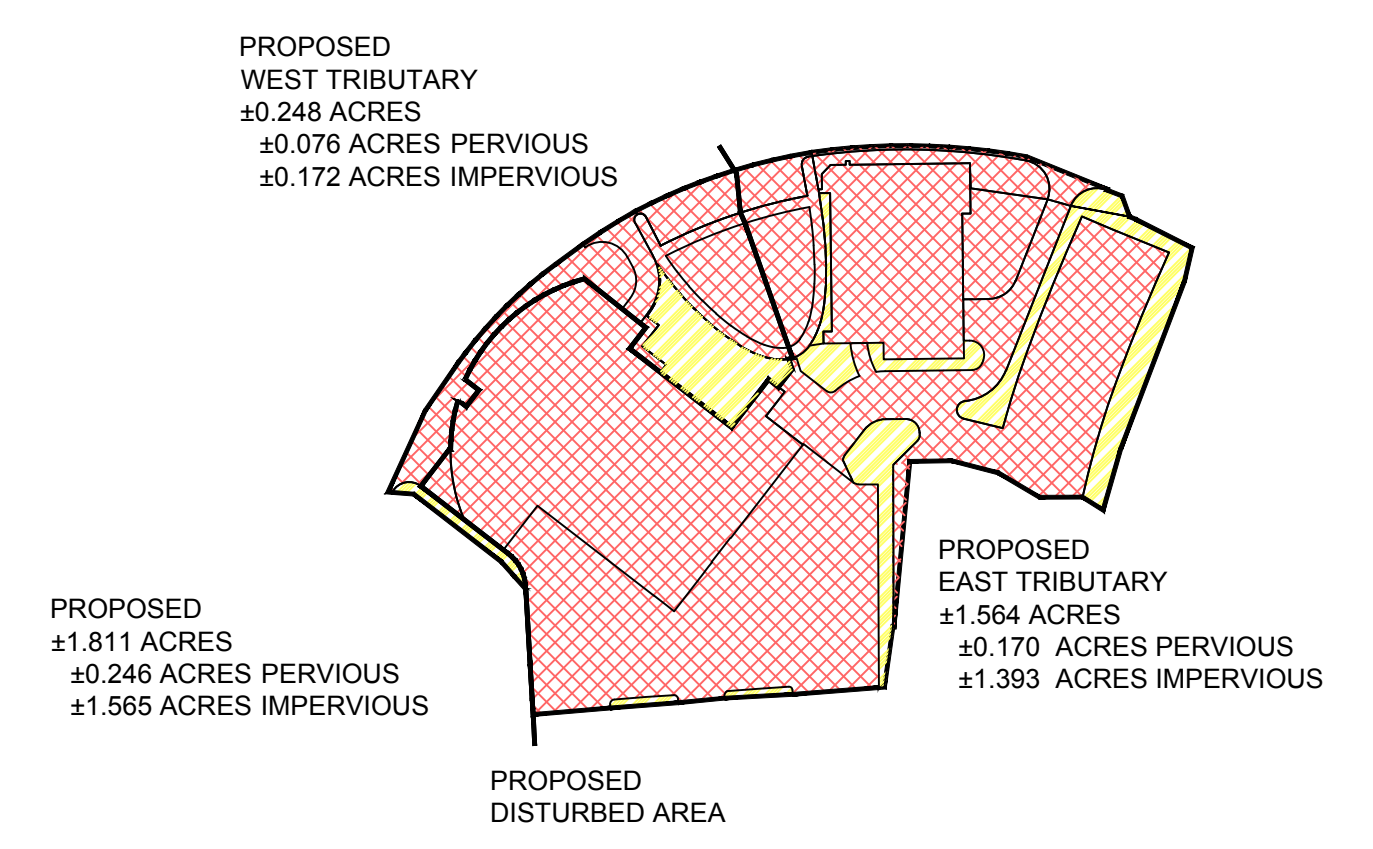 PROPOSED
WEST TRIBUTARY
±0.248 ACRES
±0.076 ACRES PERVIOUS
±0.172 ACRES IMPERVIOUS
PROPOSED
EAST TRIBUTARY
±1.564 ACRES
±0.170 ACRES PERVIOUS
±1.393 ACRES IMPERVIOUS
PROPOSED
±1.811 ACRES
±0.246 ACRES PERVIOUS
±1.565 ACRES IMPERVIOUS
PROPOSED
DISTURBED AREA